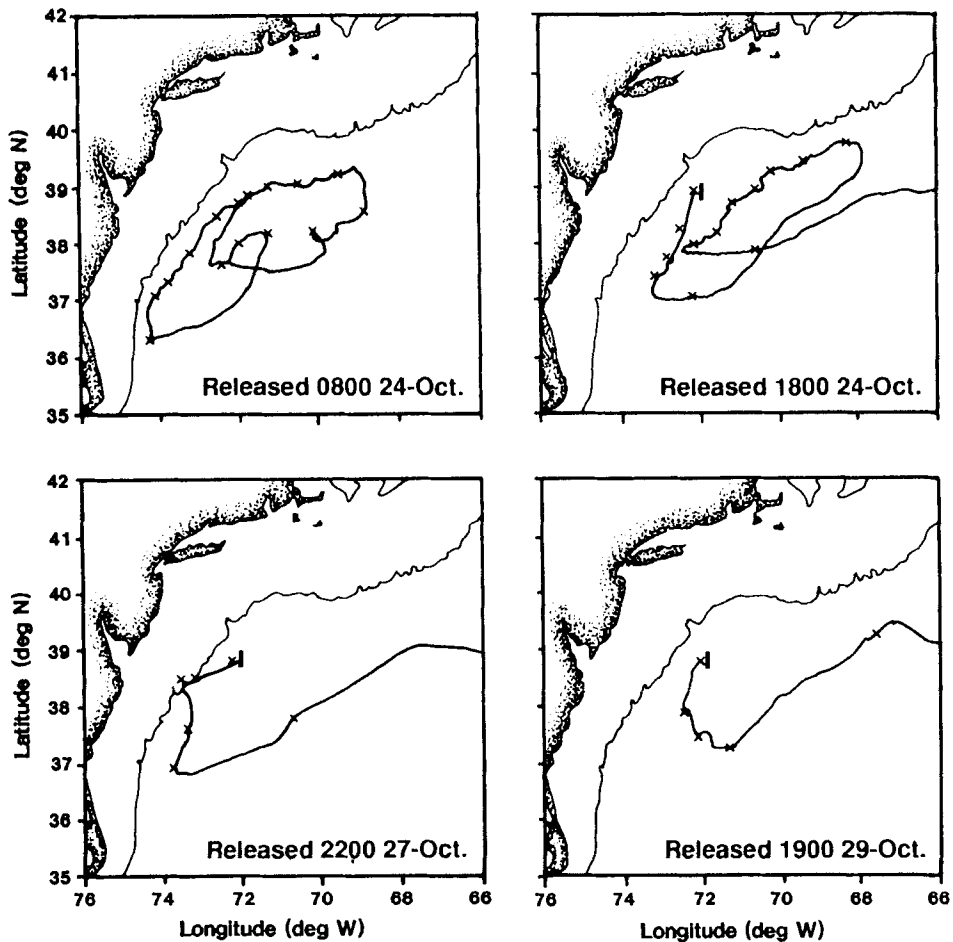 42
41
40
39
38
37
36
35
Latitude (deg N)
Released 0800 24-Oct.
Released 1800 24-Oct.
42
41
40
39
38
37
36
35
Latitude (deg N)
Released 2200 27-Oct.
Released 1900 29-Oct.
76 74 72 70 68 66
76 74 72 70 68 66
Longitude (deg W)
Longitude (deg W)